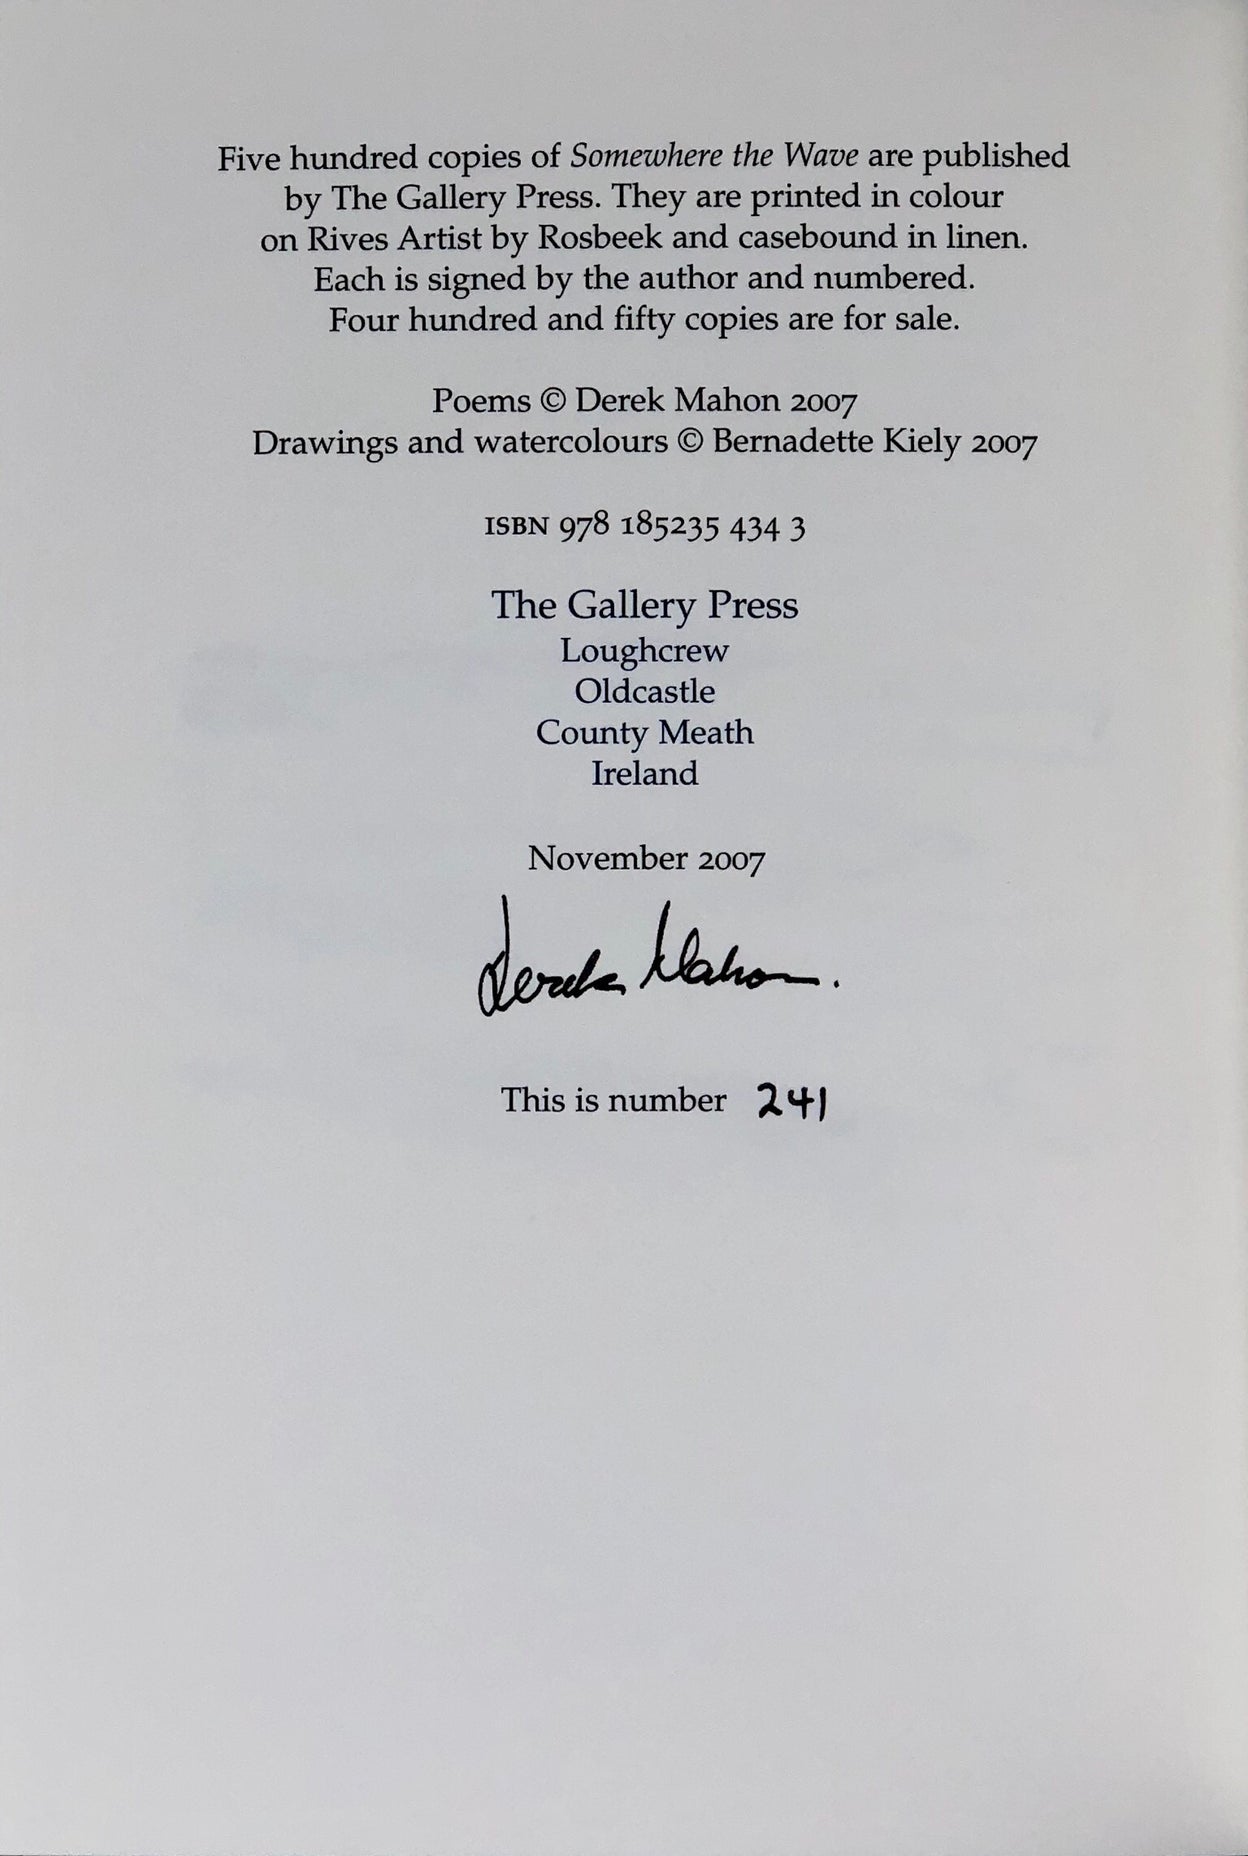 Five hundred copies of Somewhere the Wave are published
by The Gallery Press. They are printed in colour
on Rives Artist by Rosbeek and casebound in linen.
Each is signed by the author and numbered.
Four hundred and fifty copies are for sale.
Poems © Derek Mahon 2007
Drawings and watercolours © Bernadette Kiely 2007
ISBN 978 185235 434 3
The Gallery Press
Loughcrew
Oldcastle
County Meath
Ireland
November 2007
Derek Mahon.
This is number 241